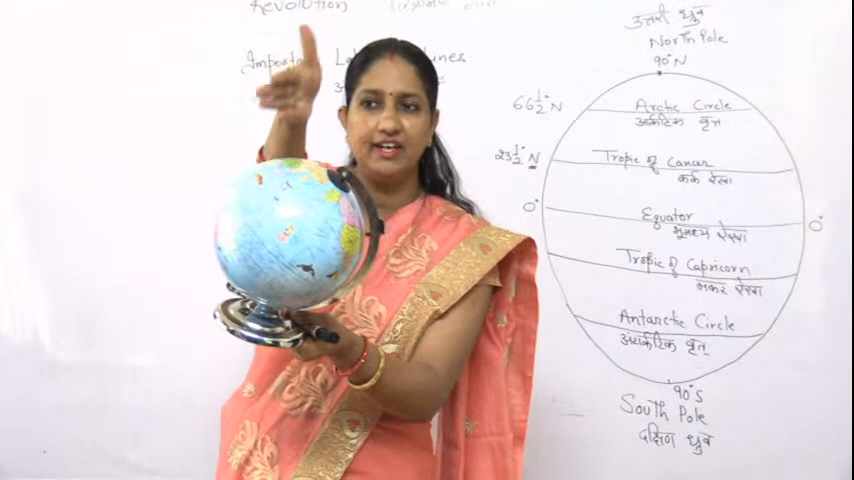 Revolution
Important Lines
उत्तरी ध्रुव
North Pole
90°N
66½°N
Arctic Circle
आर्कटिक वृत्त
23½°N
Tropic of Cancer
कर्क रेखा
0°
Equator
0°
भूमध्य रेखा
Tropic of Capricorn
मकर रेखा
Antarctic Circle
अंटार्कटिक वृत्त
90°S
South Pole
दक्षिण ध्रुव